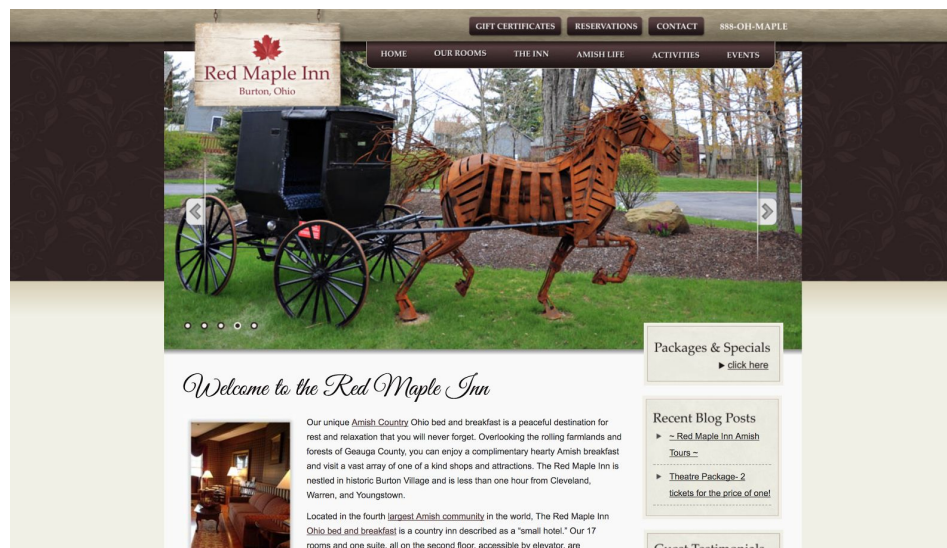 GIFT CERTIFICATES RESERVATIONS CONTACT 888-OH-MAPLE
HOME OUR ROOMS THE INN AMISH LIFE ACTIVITIES EVENTS
Red Maple Inn
Burton, Ohio
Packages & Specials
click here
Welcome to the Red Maple Inn
Our unique Amish Country Ohio bed and breakfast is a peaceful destination for
rest and relaxation that you will never forget. Overlooking the rolling farmlands and
forests of Geauga County, you can enjoy a complimentary hearty Amish breakfast
and visit a vast array of one of a kind shops and attractions. The Red Maple Inn is
nestled in historic Burton Village and is less than one hour from Cleveland,
Warren, and Youngstown.
Located in the fourth largest Amish community in the world, The Red Maple Inn
Ohio bed and breakfast is a country inn described as a “small hotel.” Our 17
rooms and one suite, all on the second floor, accessible by elevator, are
Recent Blog Posts
~ Red Maple Inn Amish
Tours ~
Theatre Package- 2
tickets for the price of one!
Guest Testimonials